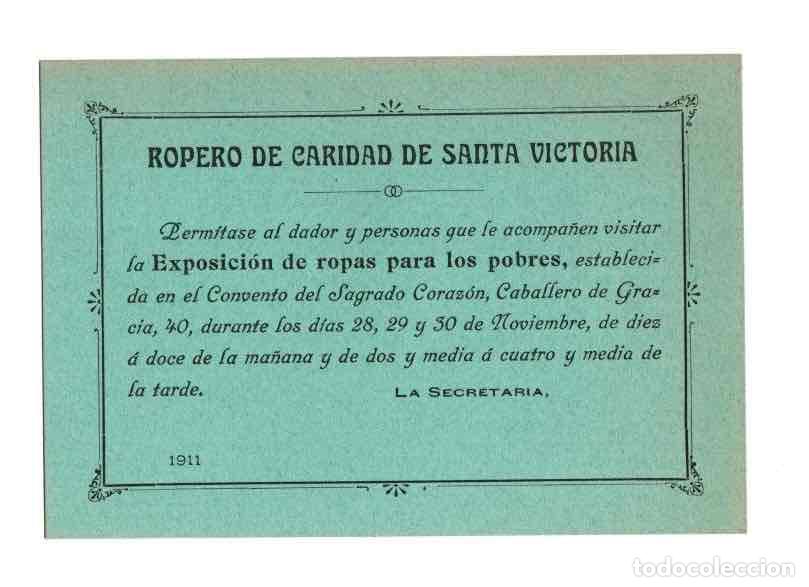 ROPERO DE CARIDAD DE SANTA VICTORIA
Permítase al dador y personas que le acompañen visitar
la Exposición de ropas para los pobres, estableci=
da en el Convento del Sagrado Corazón, Caballero de Gra=
cia, 40, durante los días 28, 29 y 30 de Noviembre, de diez
á doce de la mañana y de dos y media á cuatro y media de
la tarde. LA SECRETARIA,
1911
todocoleccion